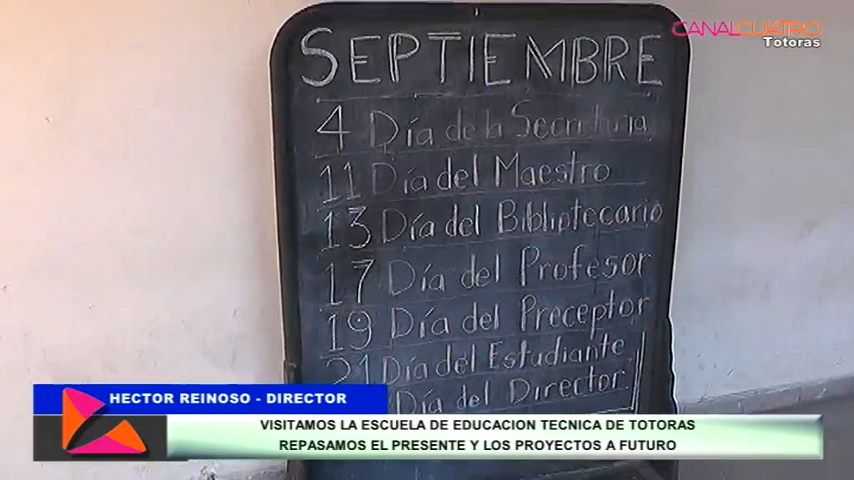 CANALCUATRO
Totoras
SEPTIEMBRE
4 Día de la Secretaria
11 Día del Maestro
13 Día del Bibliotecario
17 Día del Profesor
19 Día del Preceptor
21 Día del Estudiante
Día del Director.
HECTOR REINOSO - DIRECTOR
VISITAMOS LA ESCUELA DE EDUCACION TECNICA DE TOTORAS
REPASAMOS EL PRESENTE Y LOS PROYECTOS A FUTURO